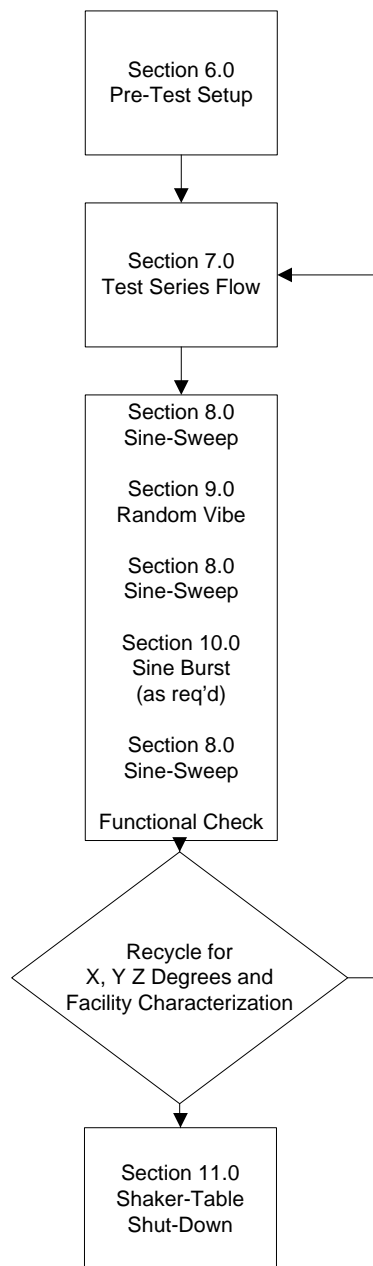 Section 6.0
Pre-Test Setup
Section 7.0
Test Series Flow
Section 8.0
Sine-Sweep
Section 9.0
Random Vibe
Section 8.0
Sine-Sweep
Section 10.0
Sine Burst
(as req'd)
Section 8.0
Sine-Sweep
Functional Check
Recycle for
X, Y Z Degrees and
Facility Characterization
Section 11.0
Shaker-Table
Shut-Down